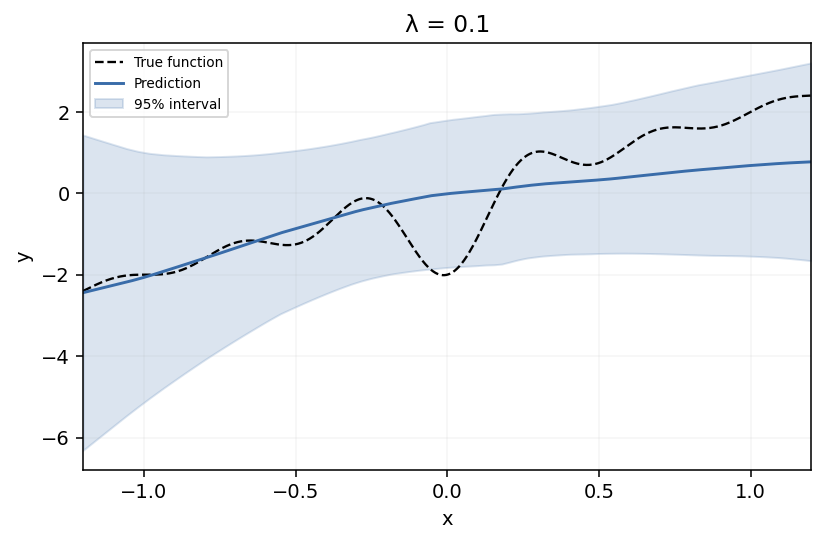 λ = 0.1
True function
Prediction
95% interval
y
2
0
−2
−4
−6
−1.0
−0.5
0.0
0.5
1.0
x